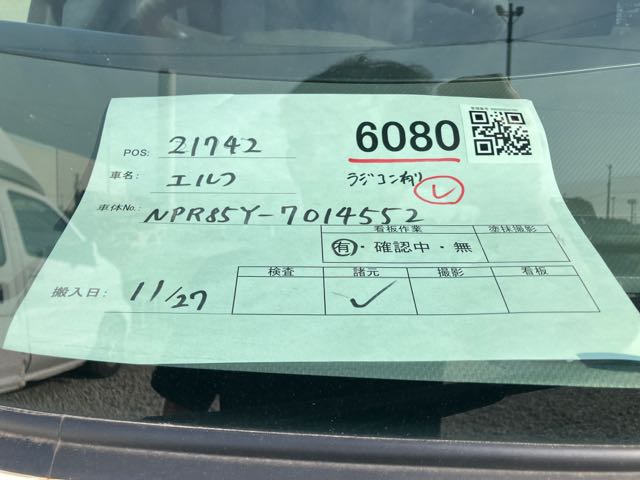 6080
POS: 21742
車名: エルフ
ラジコン有り
レ
車体No.: NPR85Y-7014552
看板作業 塗抹撮影
有・確認中・無
検査 諸元 撮影 看板
搬入日: 11/27